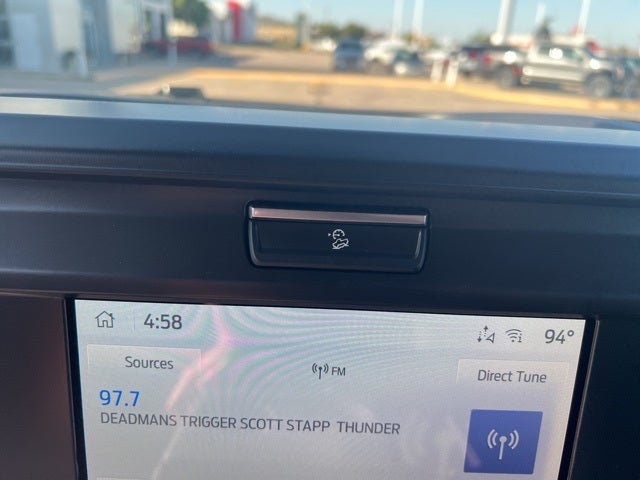 4:58
94°
Sources
FM
Direct Tune
97.7
DEADMANS TRIGGER SCOTT STAPP THUNDER